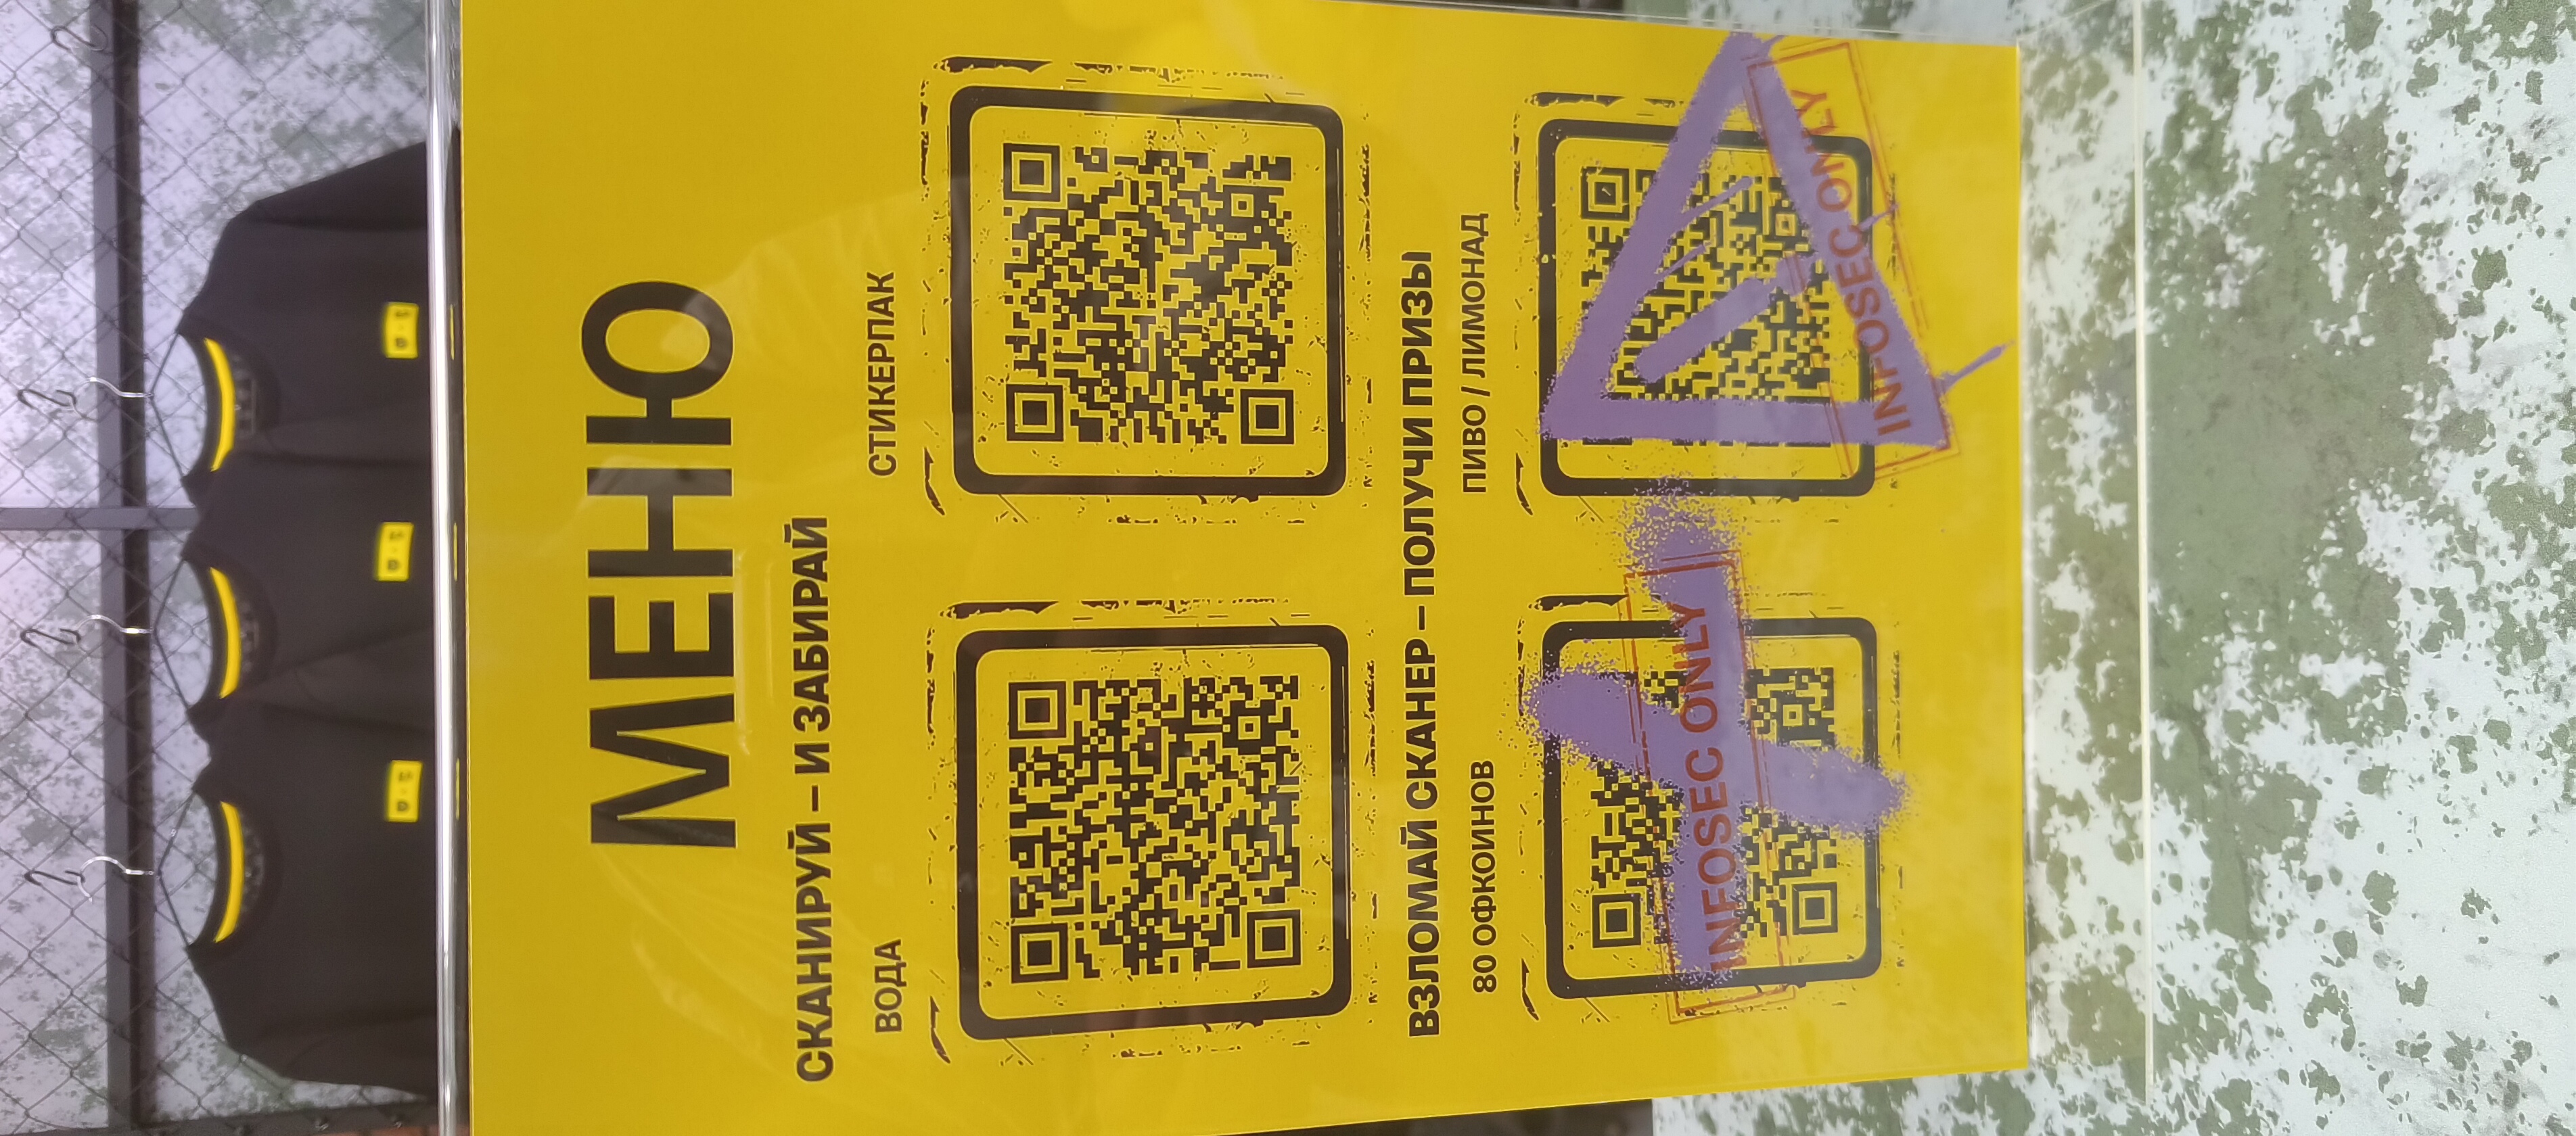 МЕНЮ
СКАНИРУЙ – И ЗАБИРАЙ
ВОДА
СТИКЕРПАК
ВЗЛОМАЙ СКАНЕР – ПОЛУЧИ ПРИЗЫ
80 ОФКОИНОВ
ПИВО / ЛИМОНАД
INFOSEC ONLY
INFOSEC ONLY